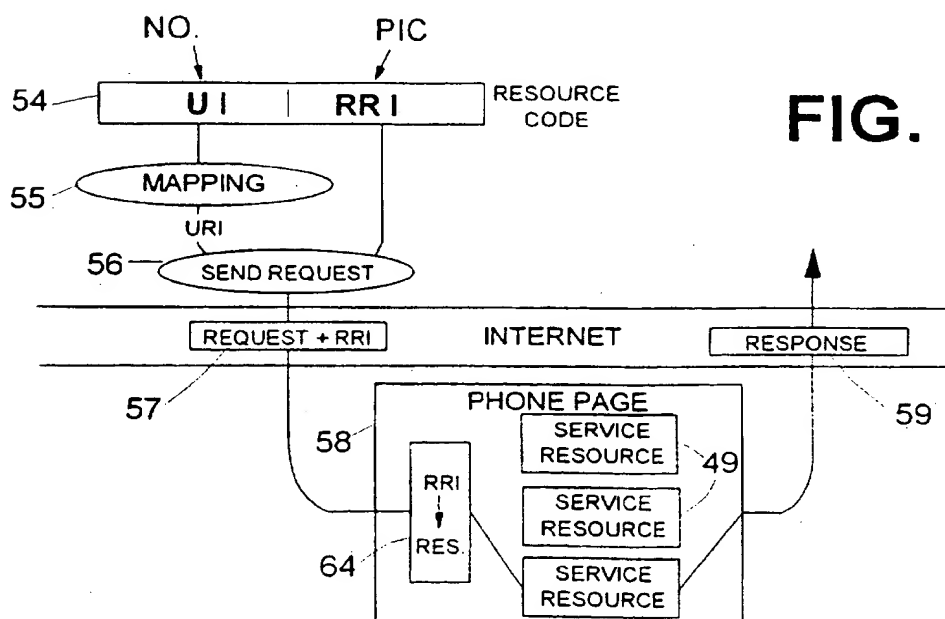 NO.
PIC
54
UI
RRI
RESOURCE
CODE
FIG.
55
MAPPING
URI
56
SEND REQUEST
REQUEST + RRI
INTERNET
RESPONSE
57
58
PHONE PAGE
59
SERVICE
RESOURCE
49
RRI
RES.
SERVICE
RESOURCE
64
SERVICE
RESOURCE